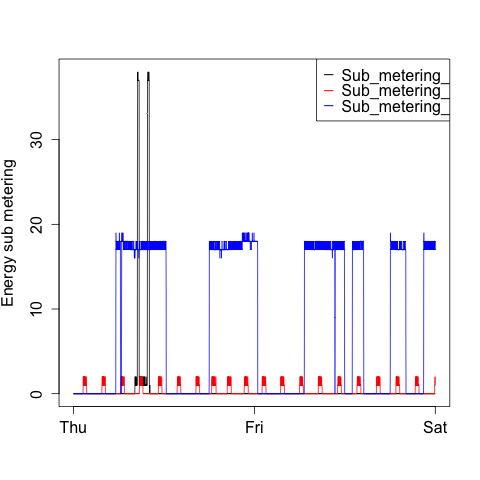 Sub_metering_
Sub_metering_
Sub_metering_
Energy sub metering
30
20
10
0
Thu Fri Sat